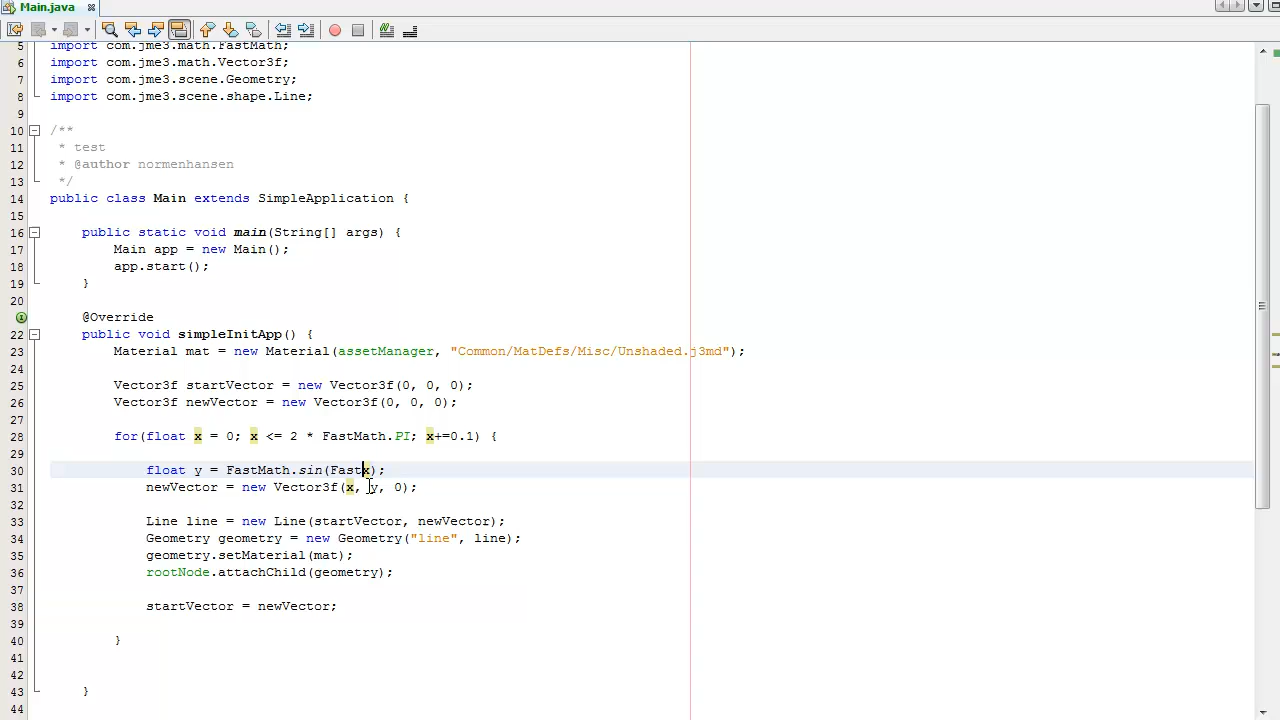 Main.java
5 import com.jme3.math.FastMath;
6 import com.jme3.math.Vector3f;
7 import com.jme3.scene.Geometry;
8 import com.jme3.scene.shape.Line;
9
10 /**
11 * test
12 * @author normenhansen
13 */
14 public class Main extends SimpleApplication {
15
16 public static void main(String[] args) {
17 Main app = new Main();
18 app.start();
19 }
20
@Override
22 public void simpleInitApp() {
23 Material mat = new Material(assetManager, "Common/MatDefs/Misc/Unshaded.j3md");
24
25 Vector3f startVector = new Vector3f(0, 0, 0);
26 Vector3f newVector = new Vector3f(0, 0, 0);
27
28 for(float x = 0; x <= 2 * FastMath.PI; x+=0.1) {
29
30 float y = FastMath.sin(Fastx);
31 newVector = new Vector3f(x, y, 0);
32
33 Line line = new Line(startVector, newVector);
34 Geometry geometry = new Geometry("line", line);
35 geometry.setMaterial(mat);
36 rootNode.attachChild(geometry);
37
38 startVector = newVector;
39
40 }
41
42
43 }
44